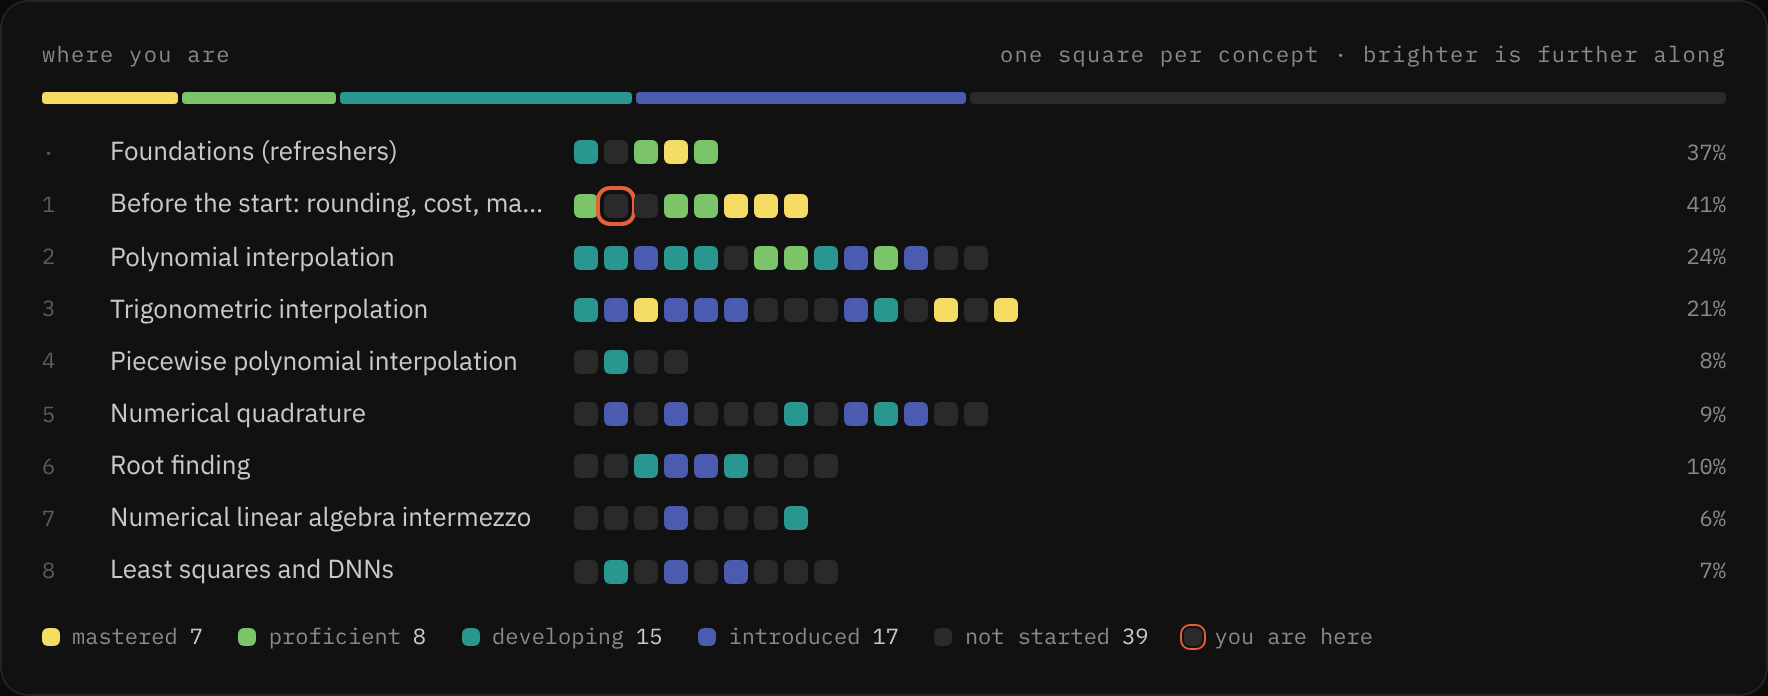 where you are one square per concept · brighter is further along
· Foundations (refreshers) 37%
1 Before the start: rounding, cost, ma... 41%
2 Polynomial interpolation 24%
3 Trigonometric interpolation 21%
4 Piecewise polynomial interpolation 8%
5 Numerical quadrature 9%
6 Root finding 10%
7 Numerical linear algebra intermezzo 6%
8 Least squares and DNNs 7%
mastered 7 proficient 8 developing 15 introduced 17 not started 39 you are here